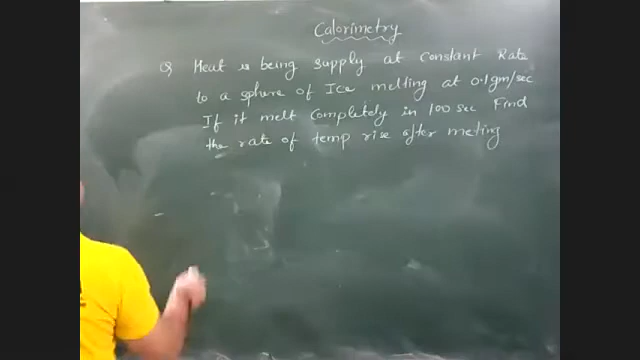 Calorimetry
Q Heat is being supply at Constant Rate
to a sphere of Ice melting at 0.1gm/sec
If it melt completely in 100 sec Find
the rate of temp rise after meting